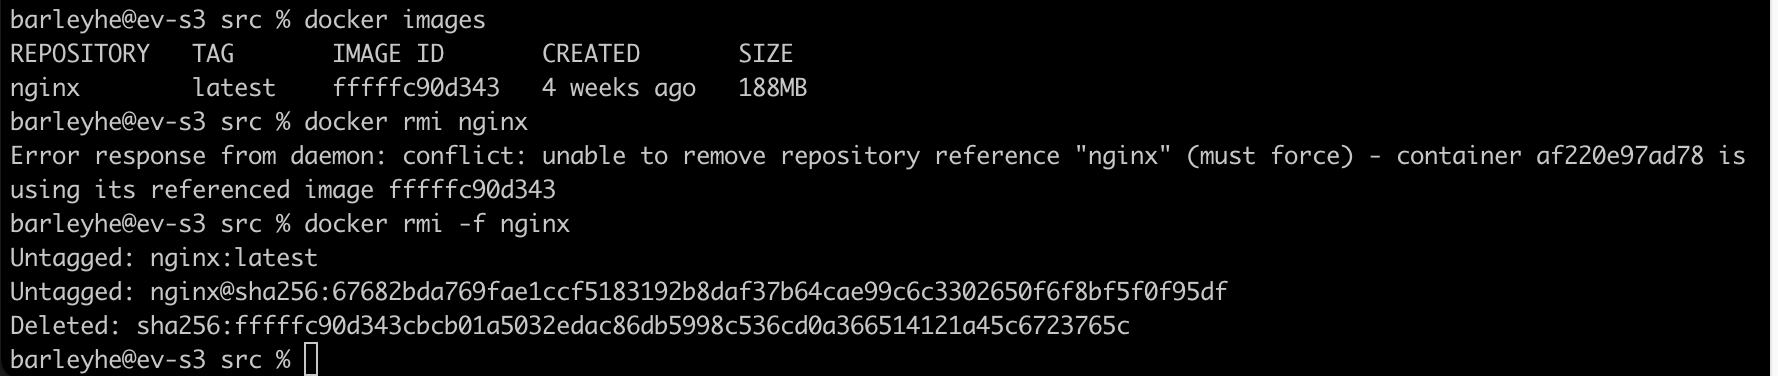 barleyhe@ev-s3 src % docker images
REPOSITORY   TAG       IMAGE ID       CREATED       SIZE
nginx        latest    fffffc90d343   4 weeks ago   188MB
barleyhe@ev-s3 src % docker rmi nginx
Error response from daemon: conflict: unable to remove repository reference "nginx" (must force) - container af220e97ad78 is
using its referenced image fffffc90d343
barleyhe@ev-s3 src % docker rmi -f nginx
Untagged: nginx:latest
Untagged: nginx@sha256:67682bda769fae1ccf5183192b8daf37b64cae99c6c3302650f6f8bf5f0f95df
Deleted: sha256:fffffc90d343cbcb01a5032edac86db5998c536cd0a366514121a45c6723765c
barleyhe@ev-s3 src %